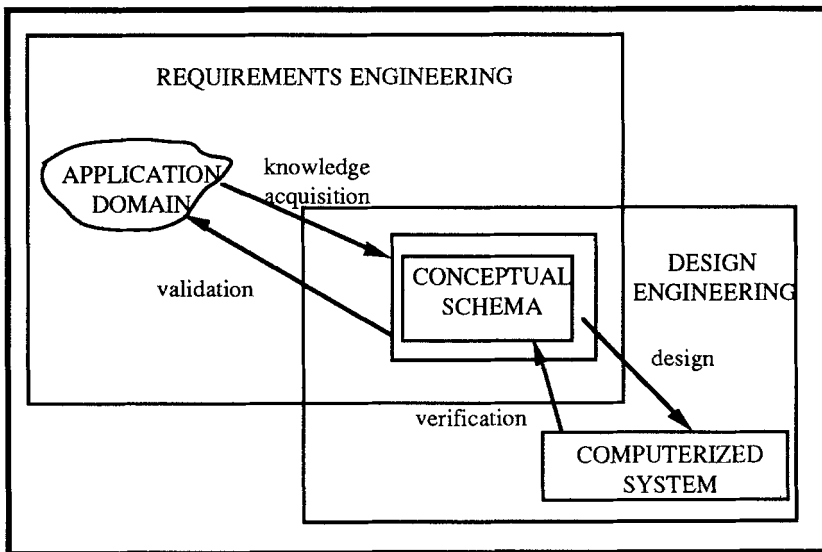 REQUIREMENTS ENGINEERING
APPLICATION
DOMAIN
knowledge
acquisition
validation
CONCEPTUAL
SCHEMA
DESIGN
ENGINEERING
design
verification
COMPUTERIZED
SYSTEM